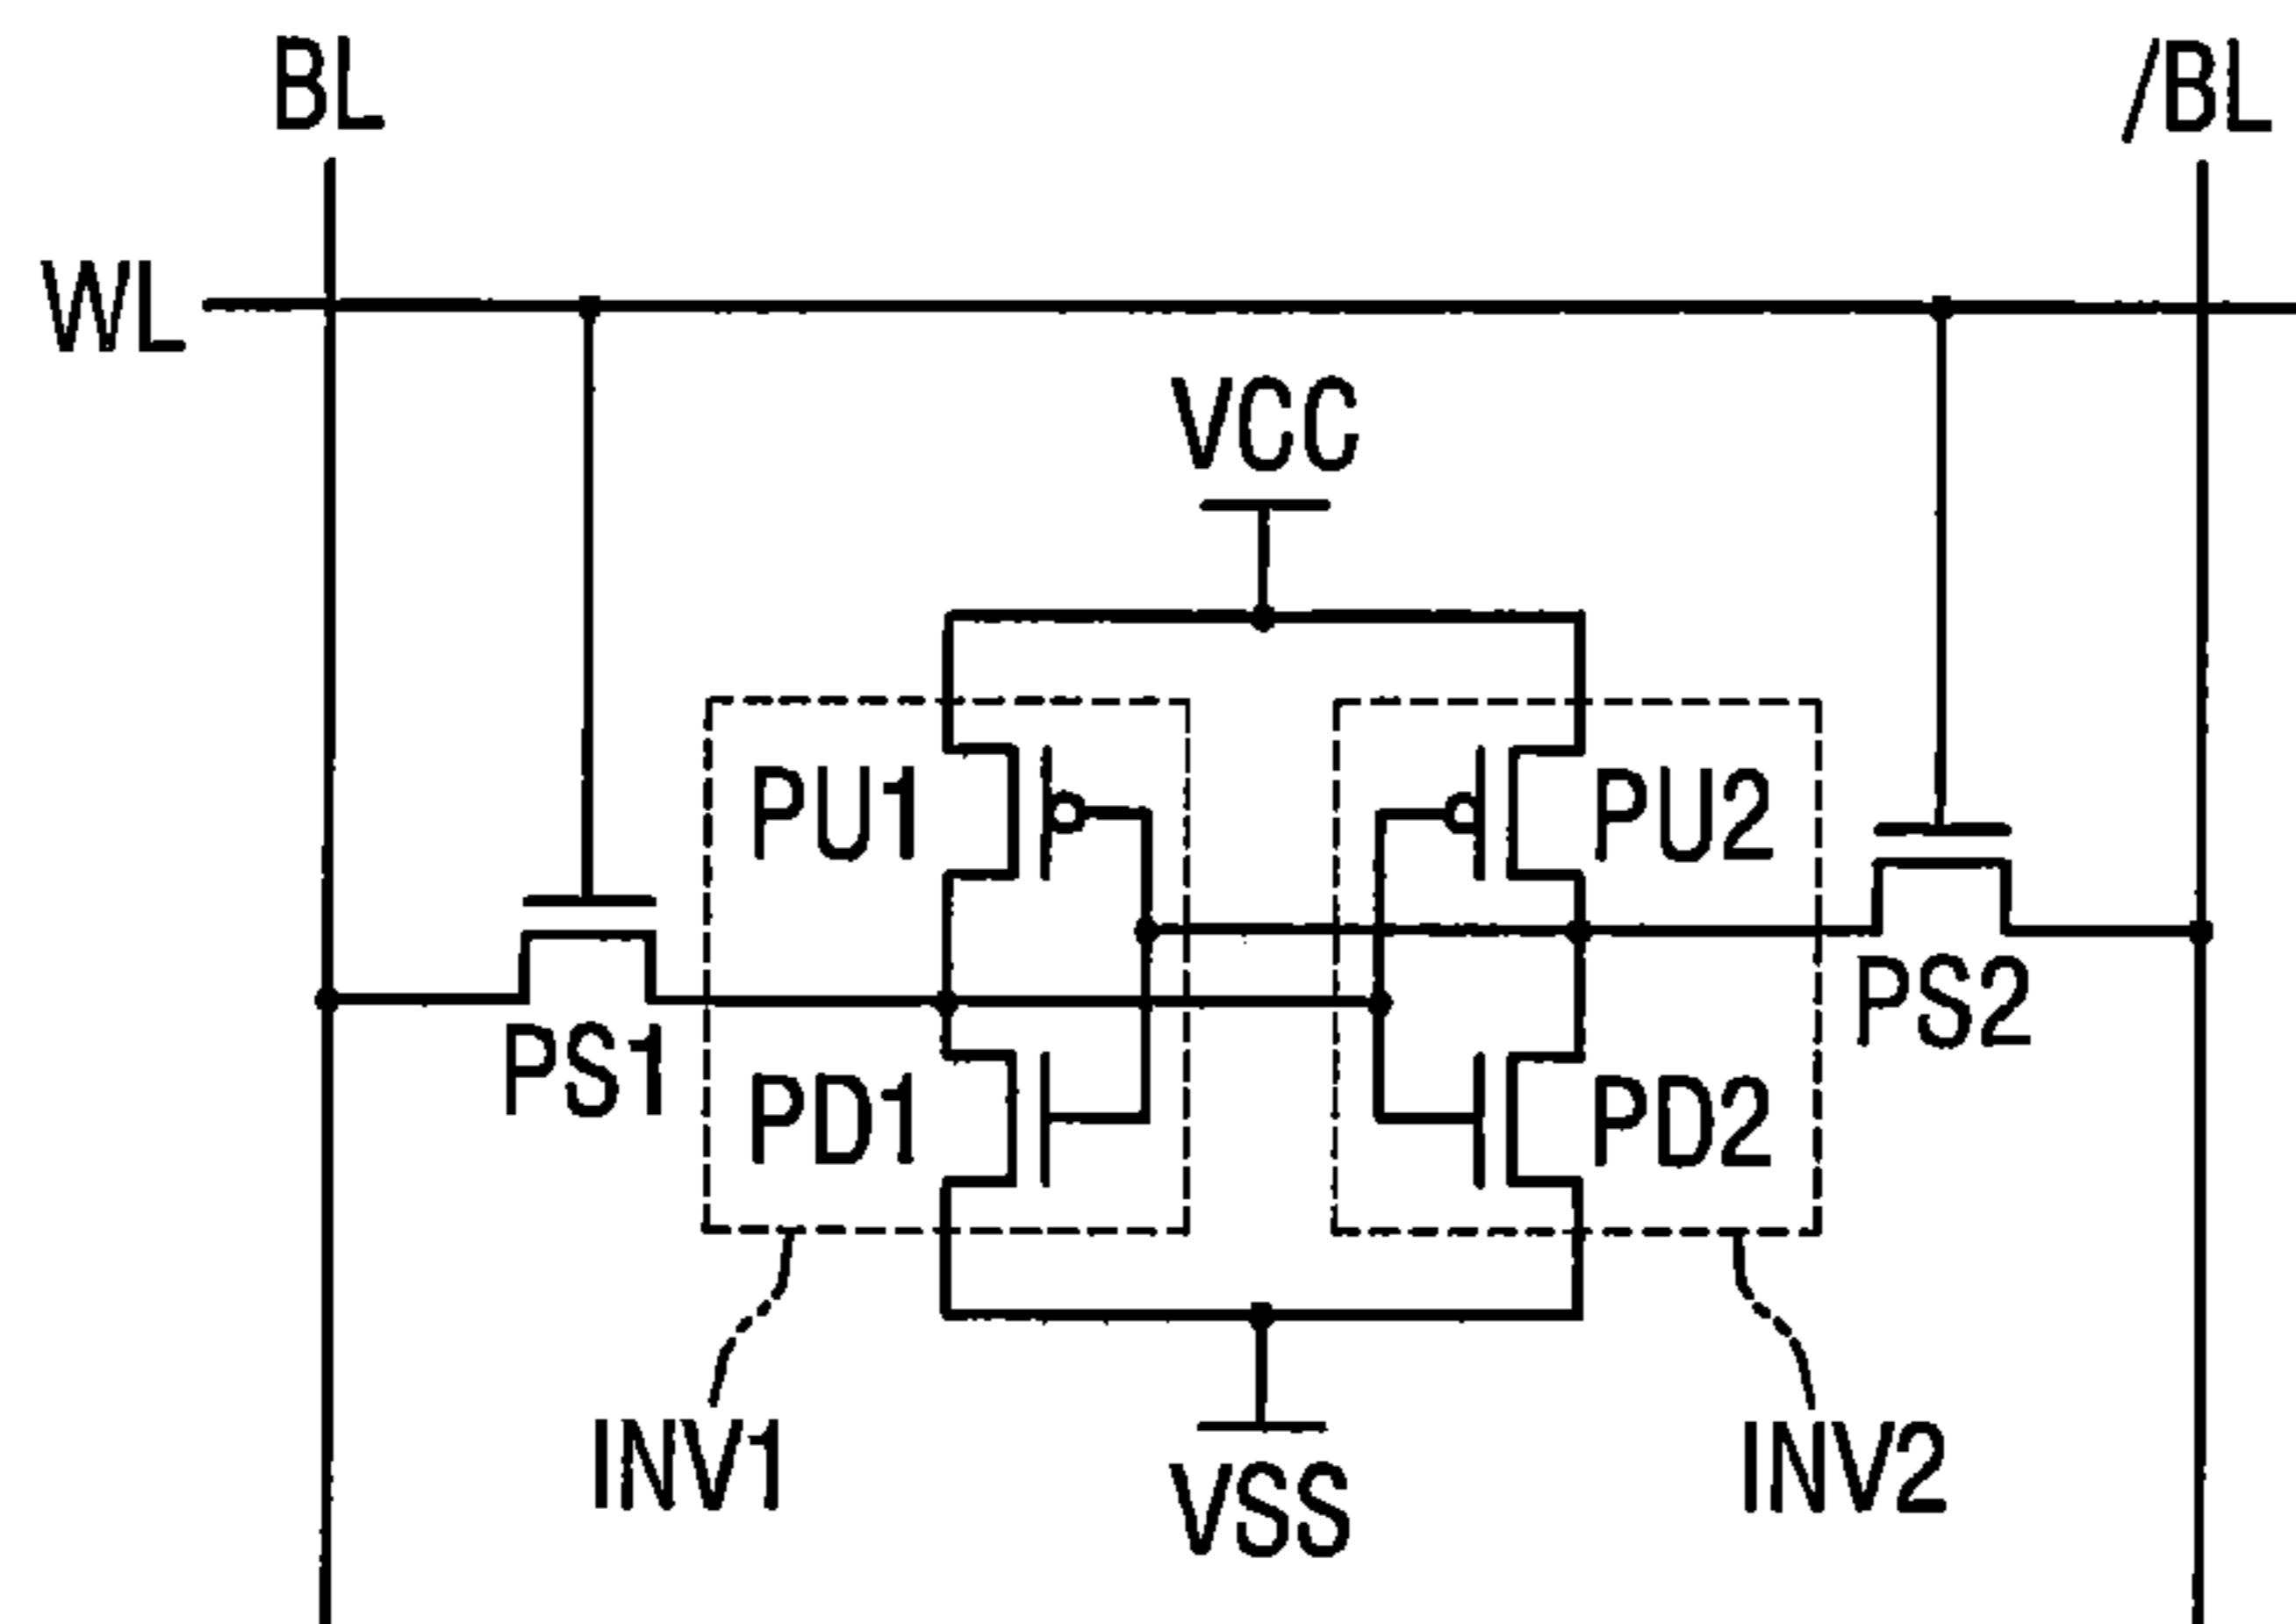 BL
/BL
WL
VCC
PU1
PU2
PS1
PS2
PD1
PD2
INV1
VSS
INV2